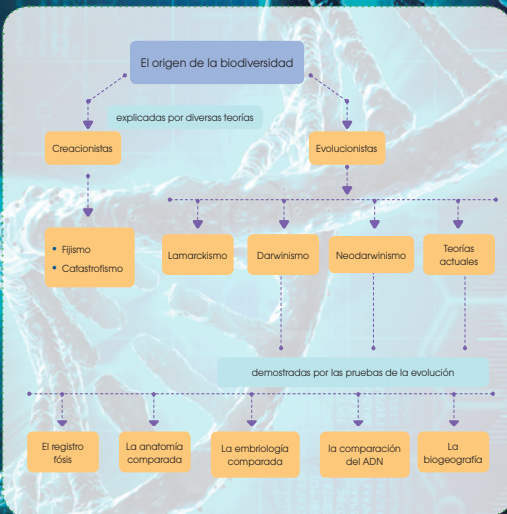 El origen de la biodiversidad
explicadas por diversas teorías
Creacionistas
Evolucionistas
• Fijismo
• Catastrofismo
Lamarckismo
Darwinismo
Neodarwinismo
Teorías
actuales
demostradas por las pruebas de la evolución
El registro
fósis
La anatomía
comparada
La embriología
comparada
la comparación
del ADN
La
biogeografía